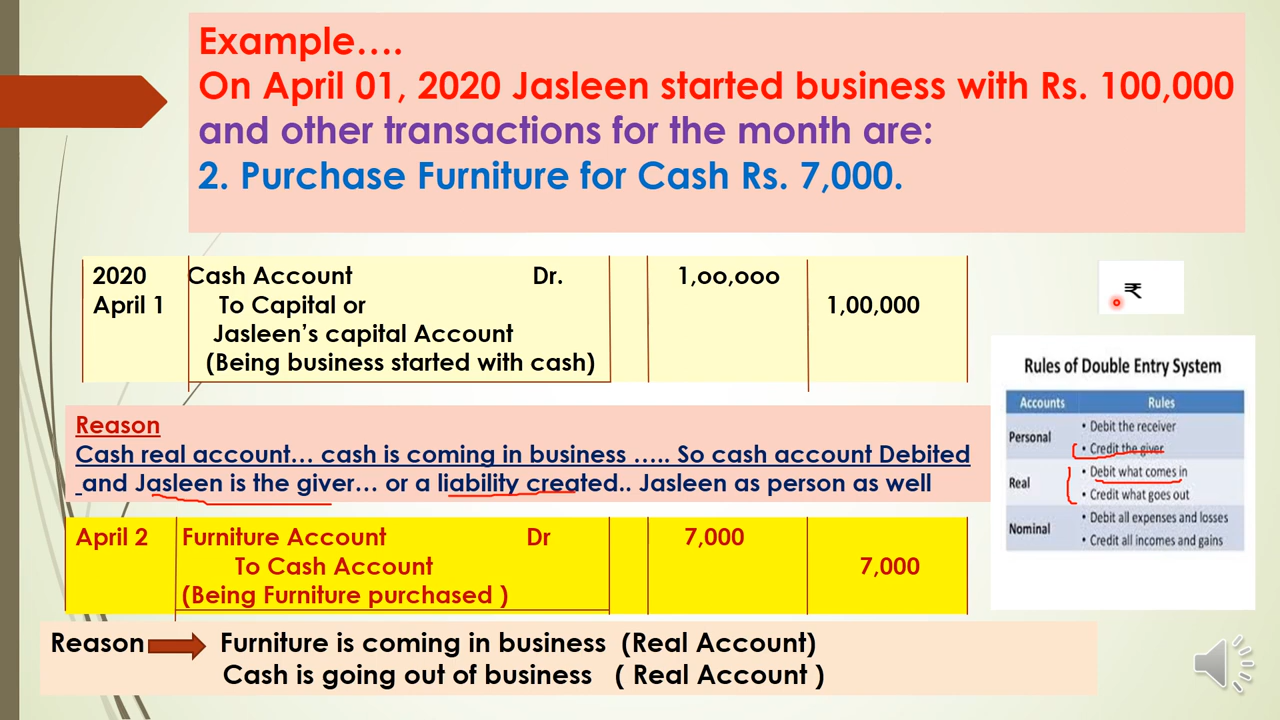 Example....
On April 01, 2020 Jasleen started business with Rs. 100,000
and other transactions for the month are:
2. Purchase Furniture for Cash Rs. 7,000.
2020 Cash Account Dr. 1,oo,ooo
April 1 To Capital or 1,00,000
Jasleen's capital Account
(Being business started with cash)
₹
Rules of Double Entry System
Accounts Rules
Personal
• Debit the receiver
• Credit the giver
Real
• Debit what comes in
• Credit what goes out
Nominal
• Debit all expenses and losses
• Credit all incomes and gains
Reason
Cash real account... cash is coming in business ..... So cash account Debited
and Jasleen is the giver... or a liability created.. Jasleen as person as well
April 2 Furniture Account Dr 7,000
To Cash Account 7,000
(Being Furniture purchased )
Reason Furniture is coming in business (Real Account)
Cash is going out of business ( Real Account )